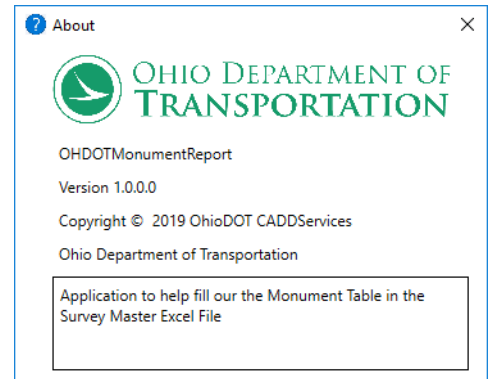 About
OHIO DEPARTMENT OF
TRANSPORTATION
OHDOTMonumentReport
Version 1.0.0.0
Copyright © 2019 OhioDOT CADDServices
Ohio Department of Transportation
Application to help fill our the Monument Table in the
Survey Master Excel File